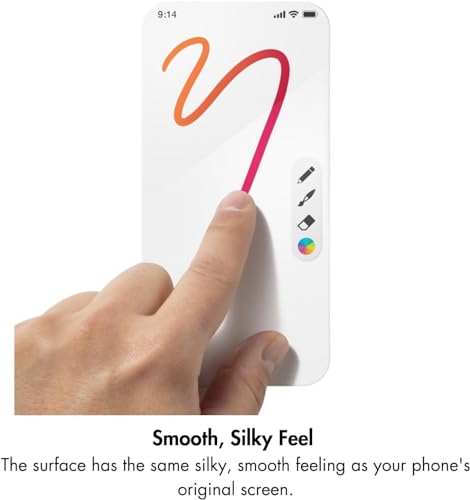 9:14
Smooth, Silky Feel
The surface has the same silky, smooth feeling as your phone's
original screen.